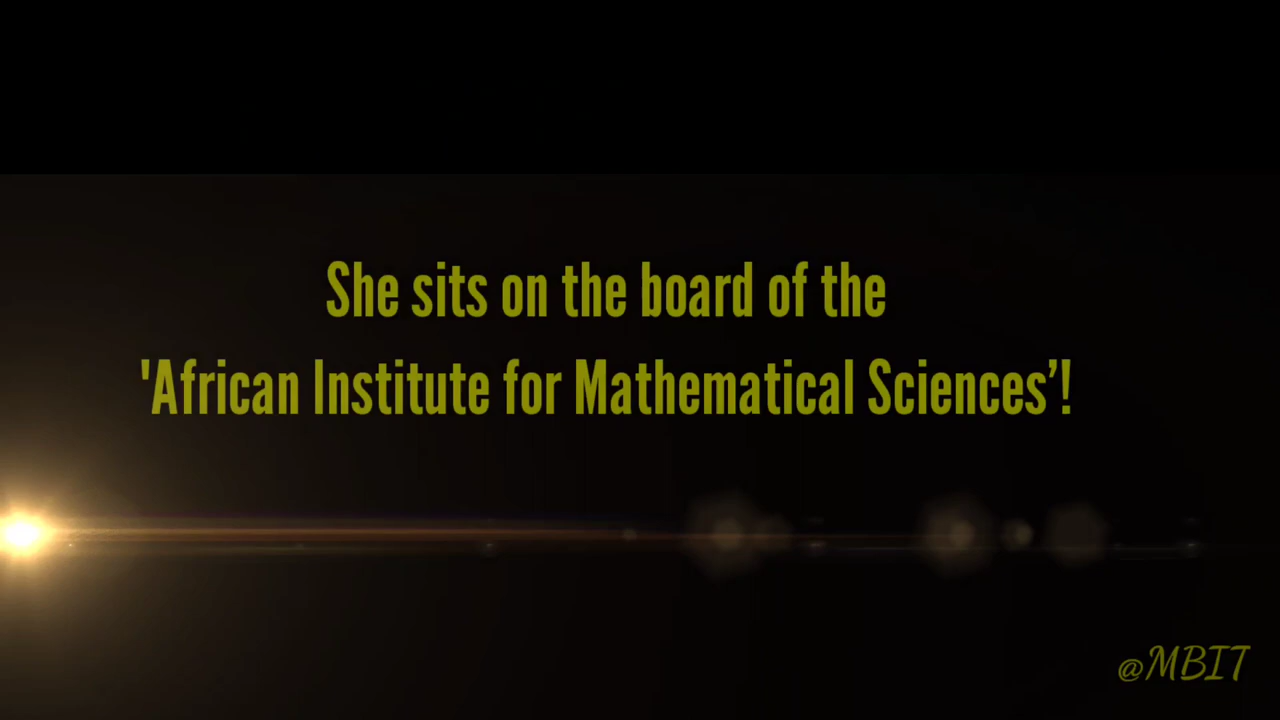 She sits on the board of the
'African Institute for Mathematical Sciences’!
@MBIT